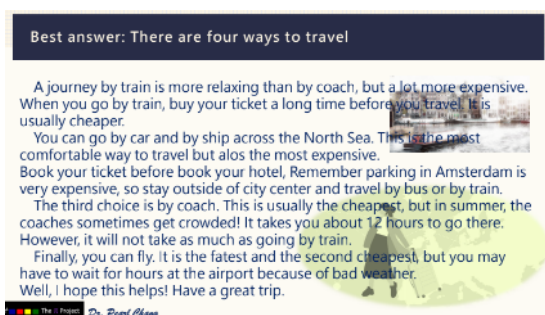 Best answer: There are four ways to travel
A journey by train is more relaxing than by coach, but a lot more expensive.
When you go by train, buy your ticket a long time before you travel. It is
usually cheaper.
You can go by car and by ship across the North Sea. This is the most
comfortable way to travel but alos the most expensive.
Book your ticket before book your hotel, Remember parking in Amsterdam is
very expensive, so stay outside of city center and travel by bus or by train.
The third choice is by coach. This is usually the cheapest, but in summer, the
coaches sometimes get crowded! It takes you about 12 hours to go there.
However, it will not take as much as going by train.
Finally, you can fly. It is the fatest and the second cheapest, but you may
have to wait for hours at the airport because of bad weather.
Well, I hope this helps! Have a great trip.
The Project Dr. Pearl Chang